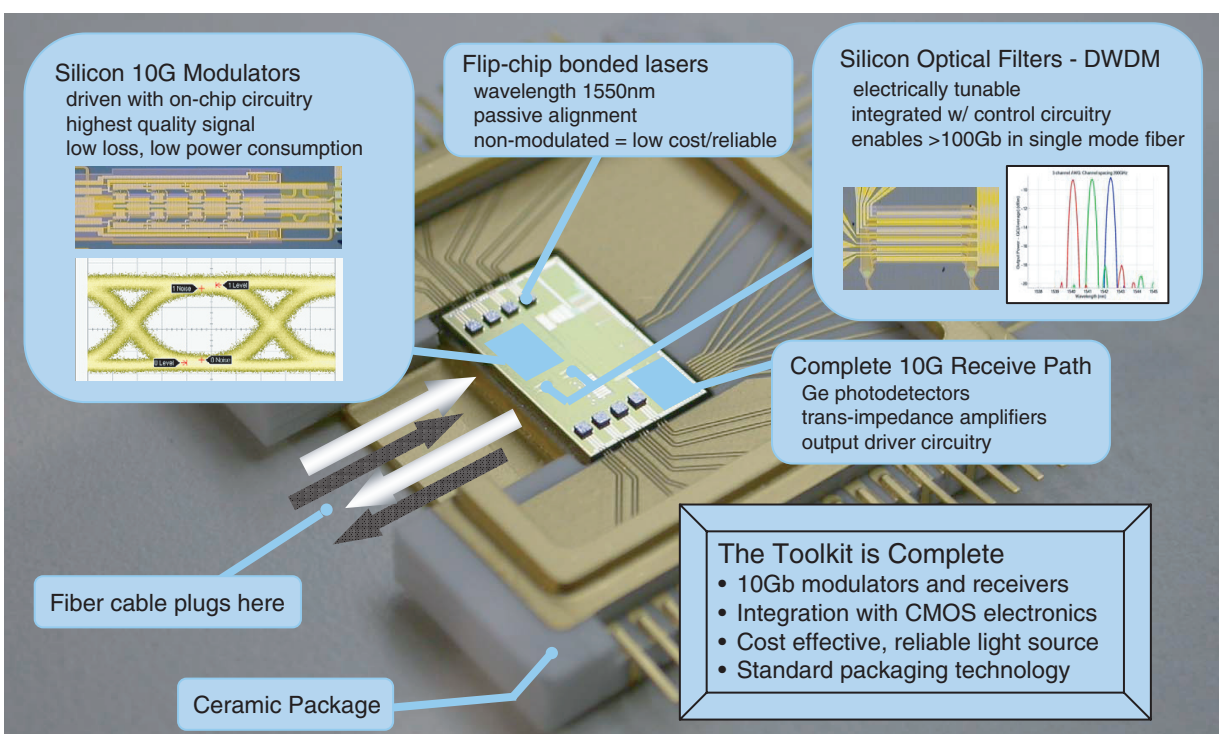 Silicon 10G Modulators
driven with on-chip circuitry
highest quality signal
low loss, low power consumption
1 Noise
1 Level
0 Level
0 Noise
Flip-chip bonded lasers
wavelength 1550nm
passive alignment
non-modulated = low cost/reliable
Silicon Optical Filters - DWDM
electrically tunable
integrated w/ control circuitry
enables >100Gb in single mode fiber
Wavelength (nm)
Complete 10G Receive Path
Ge photodetectors
trans-impedance amplifiers
output driver circuitry
Fiber cable plugs here
Ceramic Package
The Toolkit is Complete
• 10Gb modulators and receivers
• Integration with CMOS electronics
• Cost effective, reliable light source
• Standard packaging technology